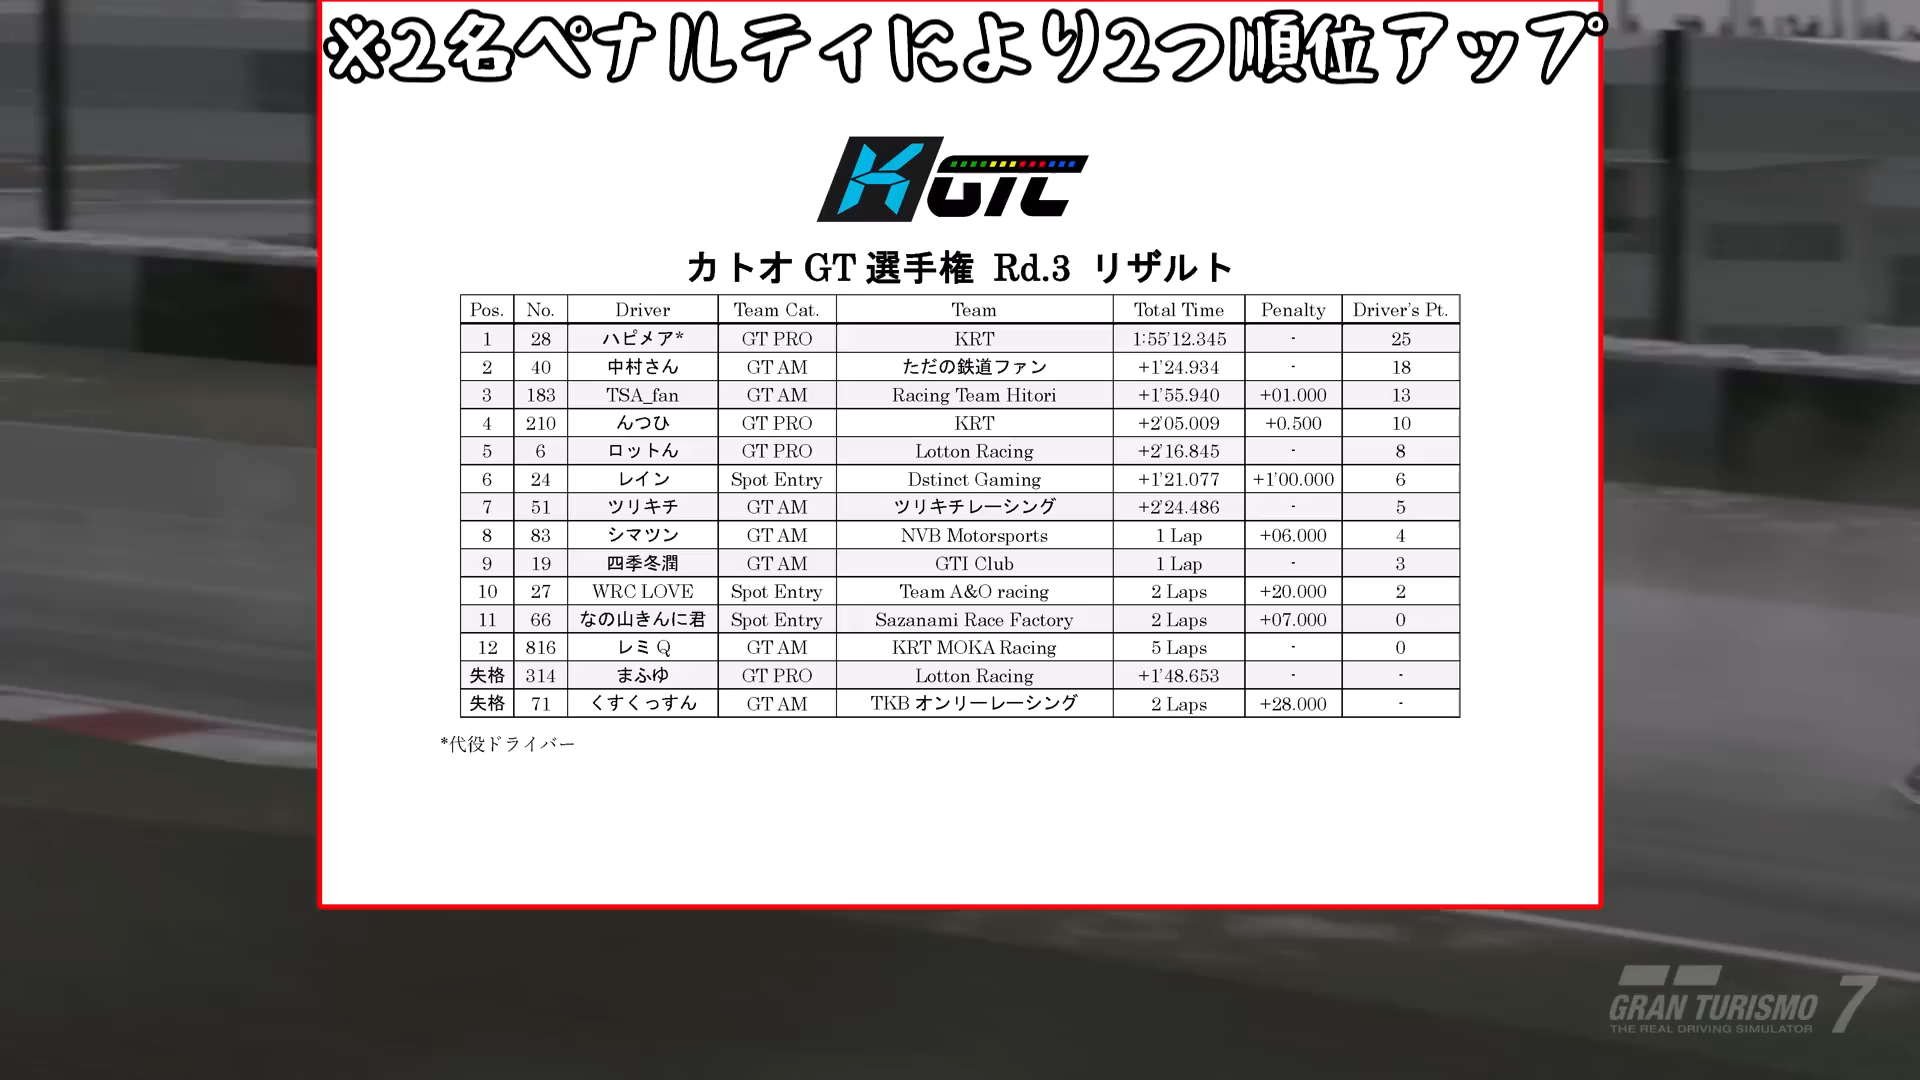 ※2名ペナルティにより2つ順位アップ
K GTC
カトオ GT 選手権 Rd.3 リザルト
Pos. No. Driver Team Cat. Team Total Time Penalty Driver's Pt.
1 28 ハピメア* GT PRO KRT 1:55'12.345 - 25
2 40 中村さん GT AM ただの鉄道ファン +1'24.934 - 18
3 183 TSA_fan GT AM Racing Team Hitori +1'55.940 +01.000 13
4 210 んつひ GT PRO KRT +2'05.009 +0.500 10
5 6 ロットん GT PRO Lotton Racing +2'16.845 - 8
6 24 レイン Spot Entry Dstinct Gaming +1'21.077 +1'00.000 6
7 51 ツリキチ GT AM ツリキチレーシング +2'24.486 - 5
8 83 シマツン GT AM NVB Motorsports 1 Lap +06.000 4
9 19 四季冬潤 GT AM GTI Club 1 Lap - 3
10 27 WRC LOVE Spot Entry Team A&O racing 2 Laps +20.000 2
11 66 なの山きんに君 Spot Entry Sazanami Race Factory 2 Laps +07.000 0
12 816 レミ Q GT AM KRT MOKA Racing 5 Laps - 0
失格 314 まふゆ GT PRO Lotton Racing +1'48.653 - -
失格 71 くすくっすん GT AM TKB オンリーレーシング 2 Laps +28.000 -
*代役ドライバー
GRAN TURISMO 7
THE REAL DRIVING SIMULATOR